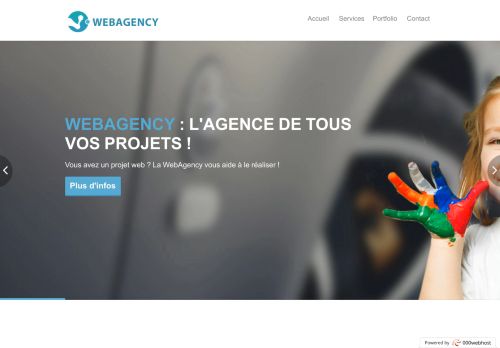 WEBAGENCY
Accueil Services Portfolio Contact
WEBAGENCY : L'AGENCE DE TOUS
VOS PROJETS !
Vous avez un projet web ? La WebAgency vous aide à le réaliser !
Plus d'infos
Powered by 000webhost